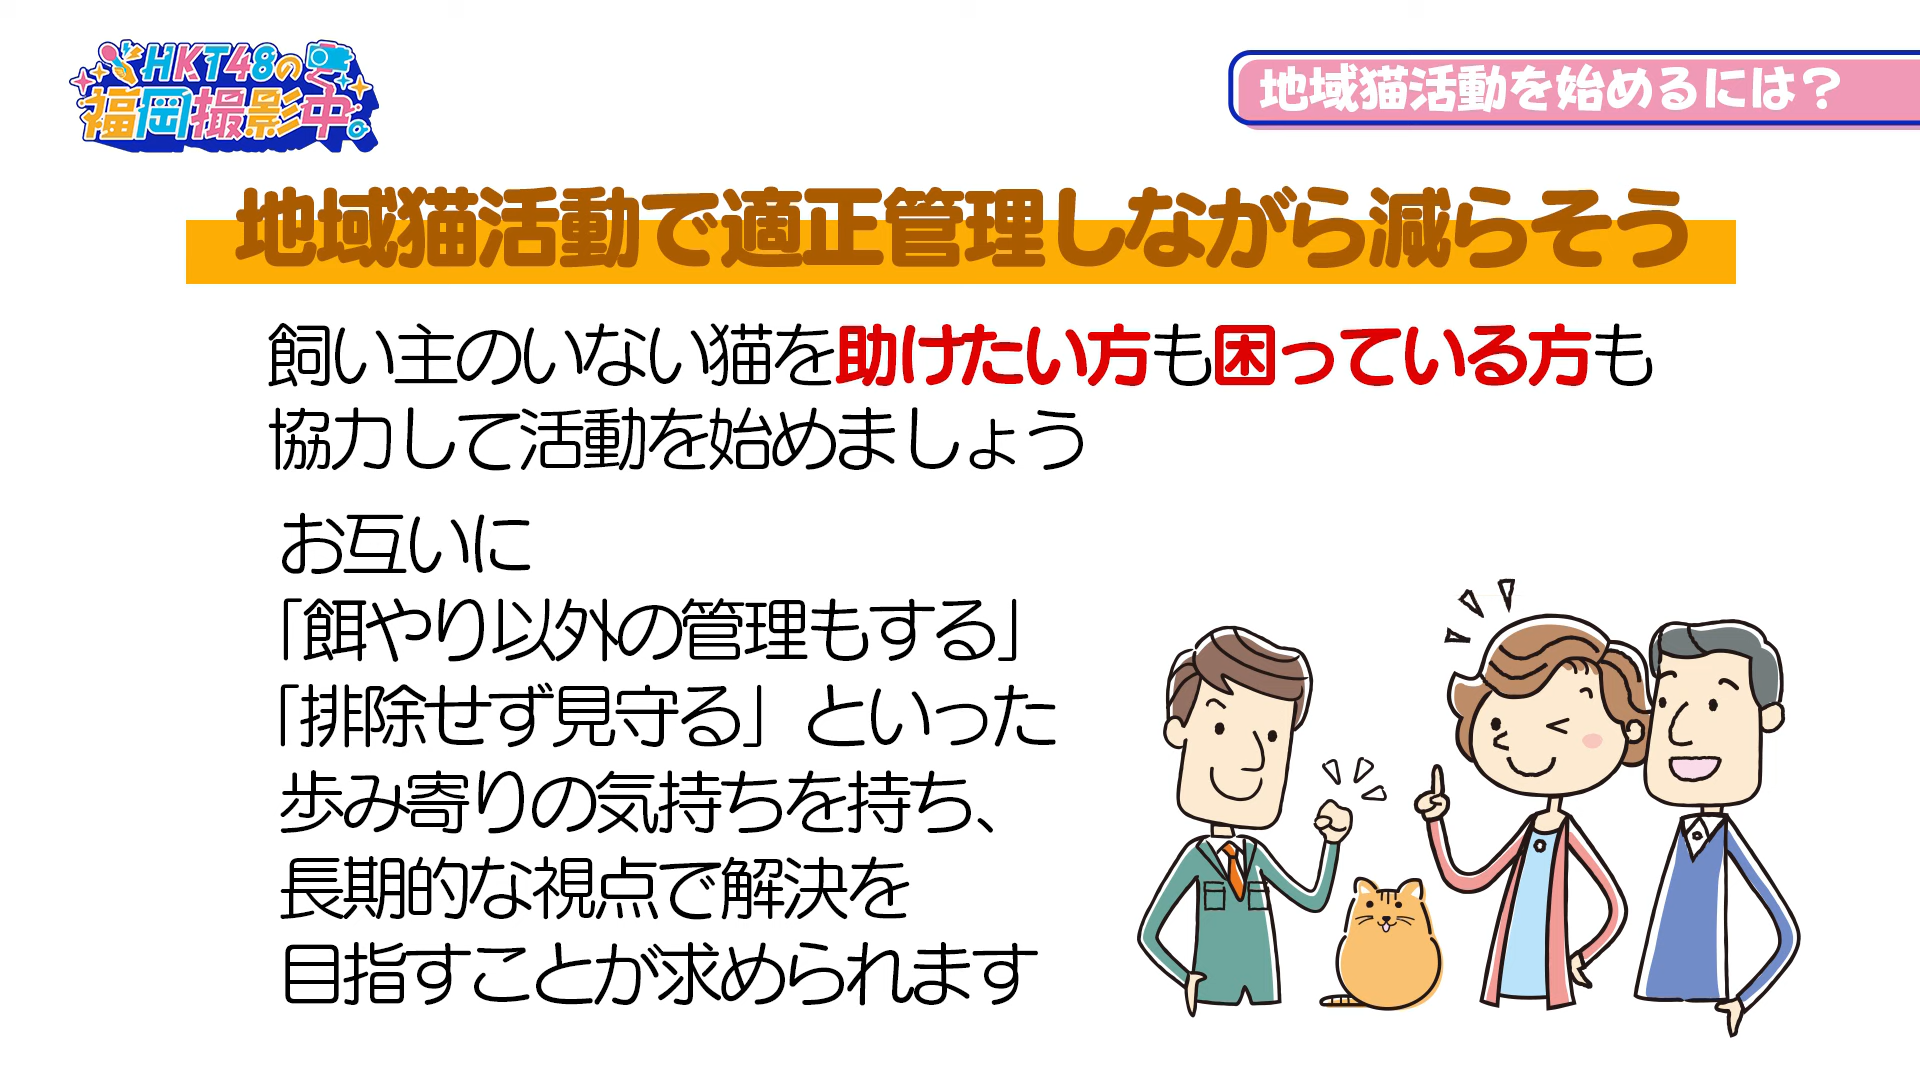 HKT48の
福岡撮影中。
地域猫活動を始めるには？
地域猫活動で適正管理しながら減らそう
飼い主のいない猫を助けたい方も困っている方も
協力して活動を始めましょう
お互いに
「餌やり以外の管理もする」
「排除せず見守る」といった
歩み寄りの気持ちを持ち、
長期的な視点で解決を
目指すことが求められます